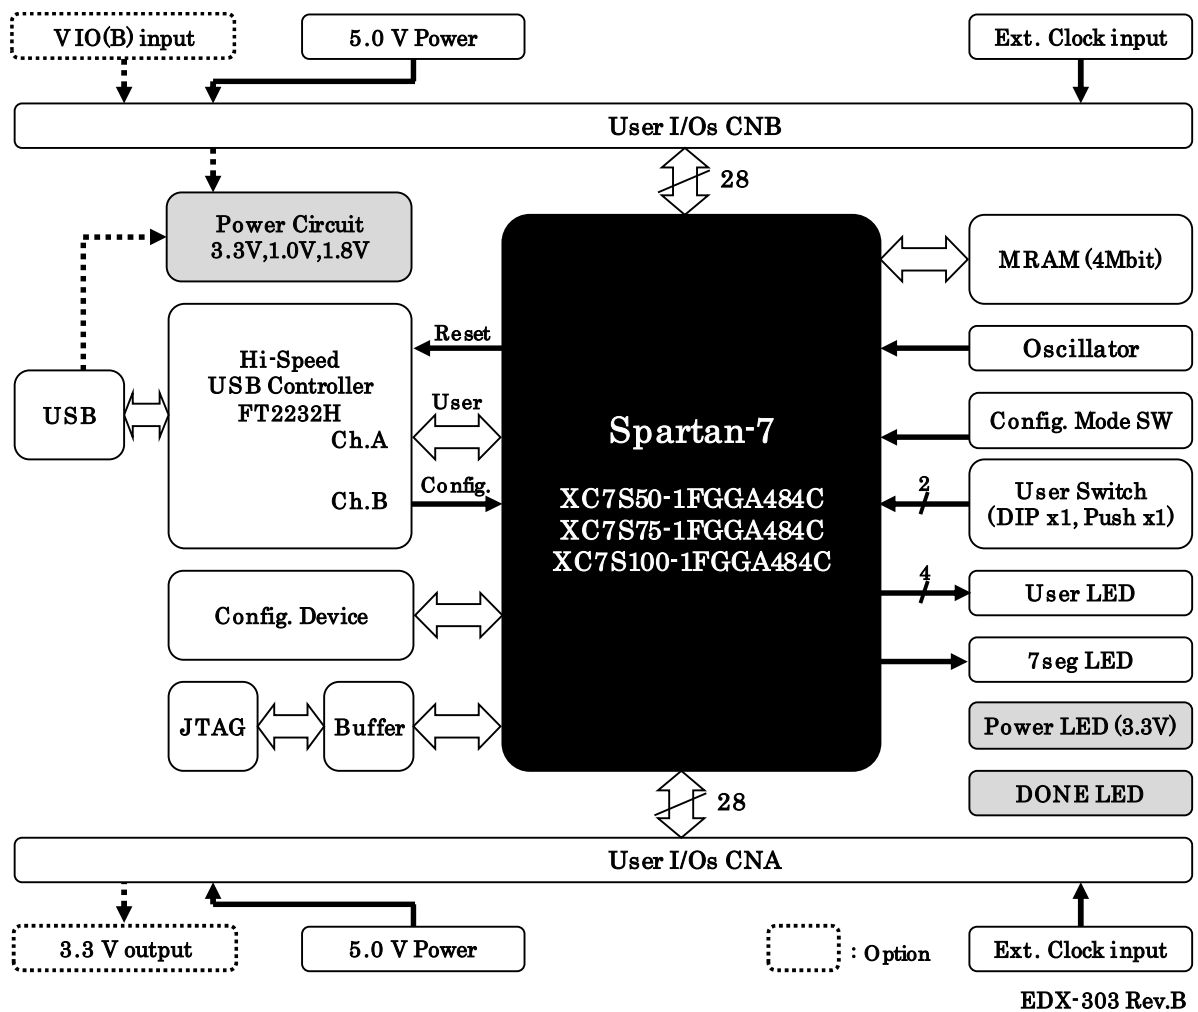 VIO(B) input
5.0 V Power
Ext. Clock input
User I/Os CNB
28
Power Circuit
3.3V,1.0V,1.8V
MRAM (4Mbit)
Reset
Hi-Speed
USB Controller
FT2232H
Ch.A
Ch.B
User
Config.
USB
Spartan-7
XC7S50-1FGGA484C
XC7S75-1FGGA484C
XC7S100-1FGGA484C
Oscillator
Config. Mode SW
2
User Switch
(DIP x1, Push x1)
4
User LED
7seg LED
Config. Device
JTAG
Buffer
Power LED (3.3V)
DONE LED
28
User I/Os CNA
3.3 V output
5.0 V Power
: Option
Ext. Clock input
EDX-303 Rev.B